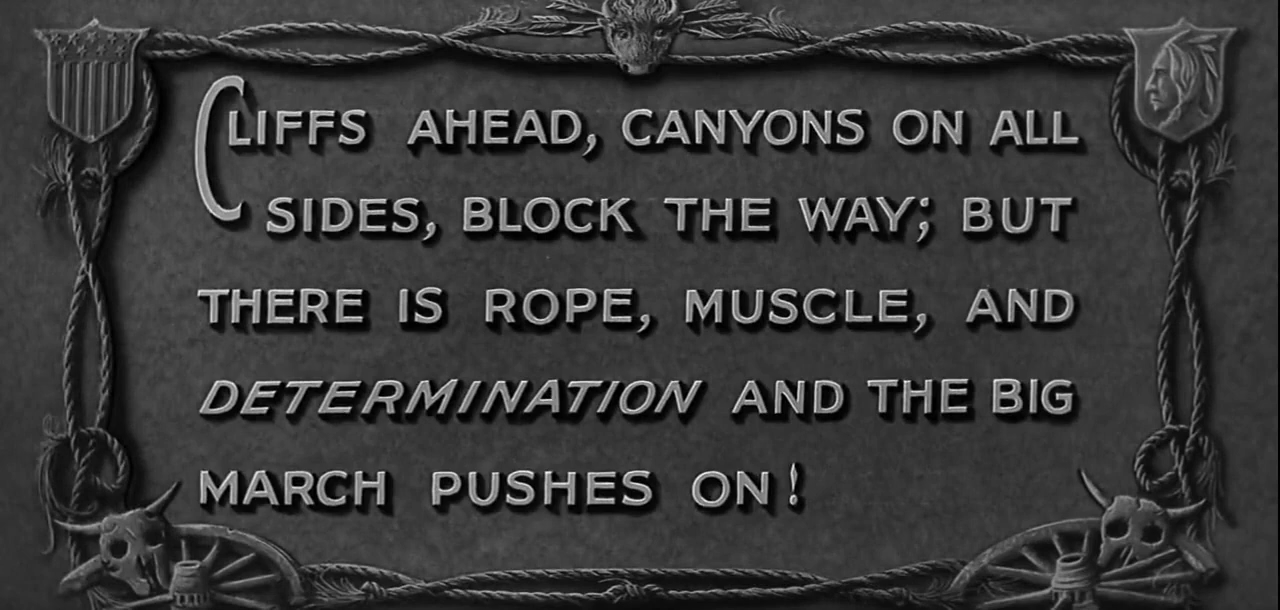 CLIFFS AHEAD, CANYONS ON ALL
SIDES, BLOCK THE WAY; BUT
THERE IS ROPE, MUSCLE, AND
DETERMINATION AND THE BIG
MARCH PUSHES ON!